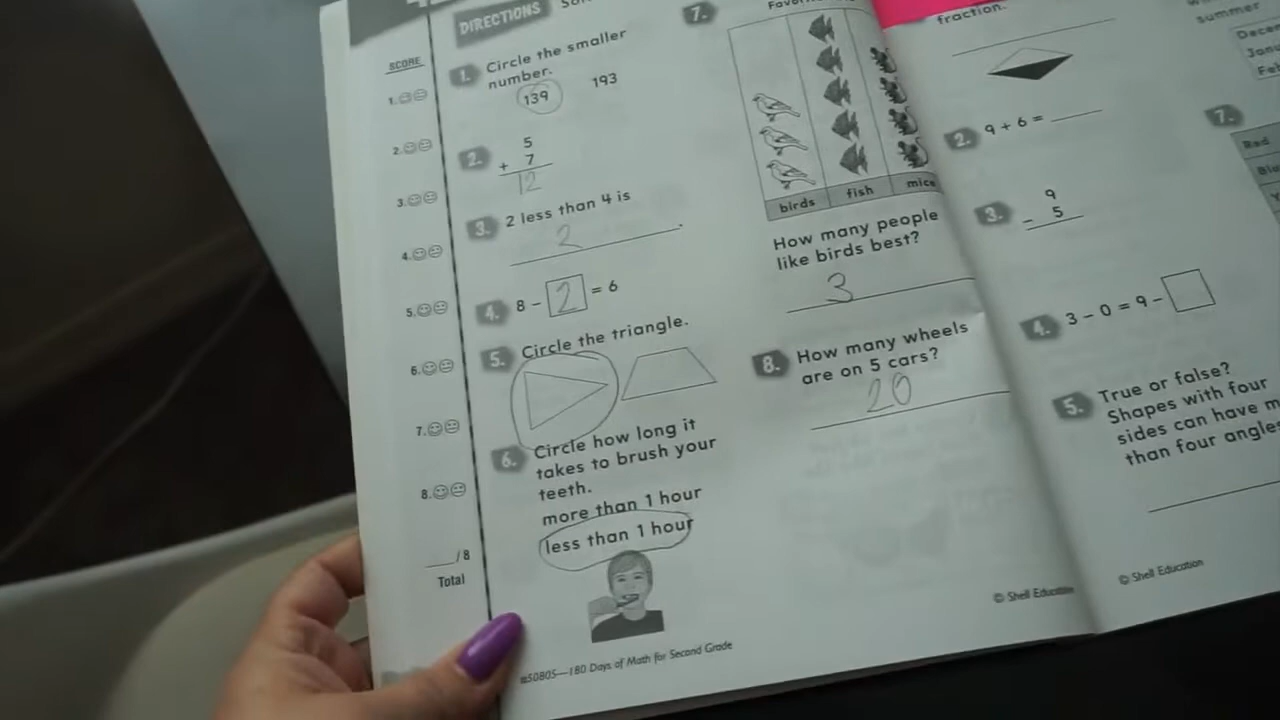 DIRECTIONS
SCORE
1.
2.
3.
4.
5.
6.
7.
8.
/8
Total
1. Circle the smaller
number.
139 193
2. 5
+ 7
12
3. 2 less than 4 is
2 .
4. 8 - 2 = 6
5. Circle the triangle.
6. Circle how long it
takes to brush your
teeth.
more than 1 hour
less than 1 hour
#50805—180 Days of Math for Second Grade
7.
birds fish mice
How many people
like birds best?
3
8. How many wheels
are on 5 cars?
20
© Shell Education
fraction.
2. 9 + 6 =
3. 9
- 5
4. 3 - 0 = 9 -
5. True or false?
Shapes with four
sides can have
than four angles
© Shell Education
summer
7.
Red